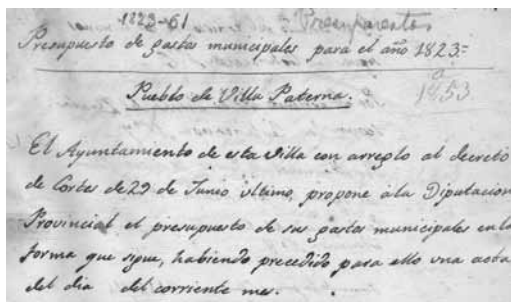 1823-61 Presupuestos
Presupuesto de gastos municipales para el año 1823=
a
1853
Pueblo de Villa Paterna.
El Ayuntamiento de esta Villa con arreglo al decreto
de Cortes de 29 de Junio ultimo, propone ála Diputacion
Provincial el presupuesto de sus gastos municipales en la
forma que sigue, habiendo precedido para ello una acta
del dia del corriente mes.